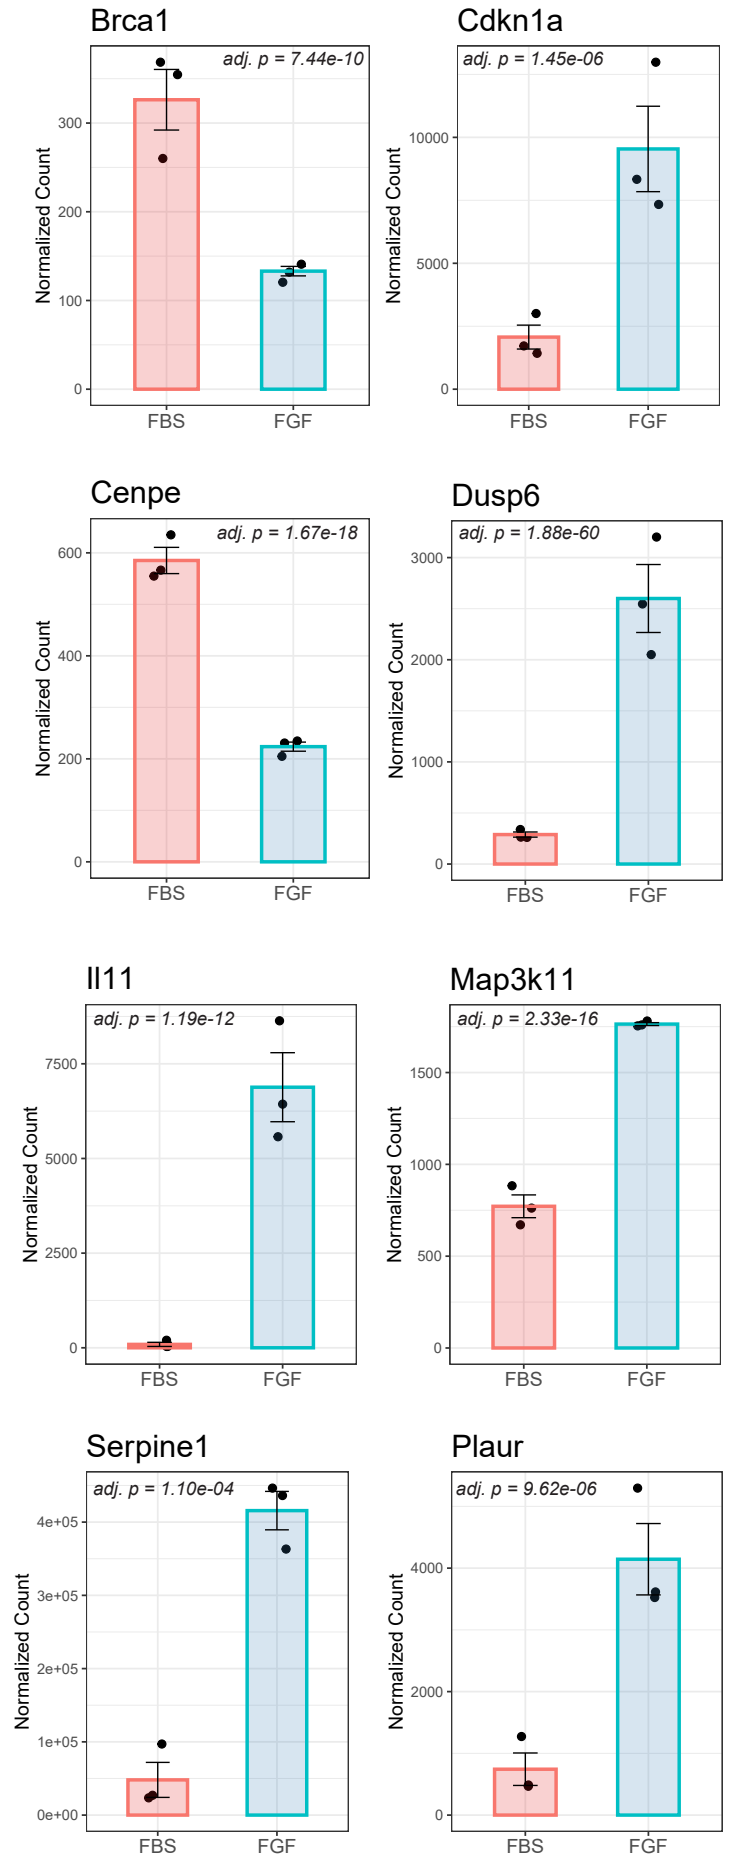 Brca1
adj. p = 7.44e-10
Normalized Count
300
200
100
0
FBS FGF
Cdkn1a
adj. p = 1.45e-06
Normalized Count
10000
5000
0
FBS FGF
Cenpe
adj. p = 1.67e-18
Normalized Count
600
400
200
0
FBS FGF
Dusp6
adj. p = 1.88e-60
Normalized Count
3000
2000
1000
0
FBS FGF
Il11
adj. p = 1.19e-12
Normalized Count
7500
5000
2500
0
FBS FGF
Map3k11
adj. p = 2.33e-16
Normalized Count
1500
1000
500
0
FBS FGF
Serpine1
adj. p = 1.10e-04
Normalized Count
4e+05
3e+05
2e+05
1e+05
0e+00
FBS FGF
Plaur
adj. p = 9.62e-06
Normalized Count
4000
2000
0
FBS FGF